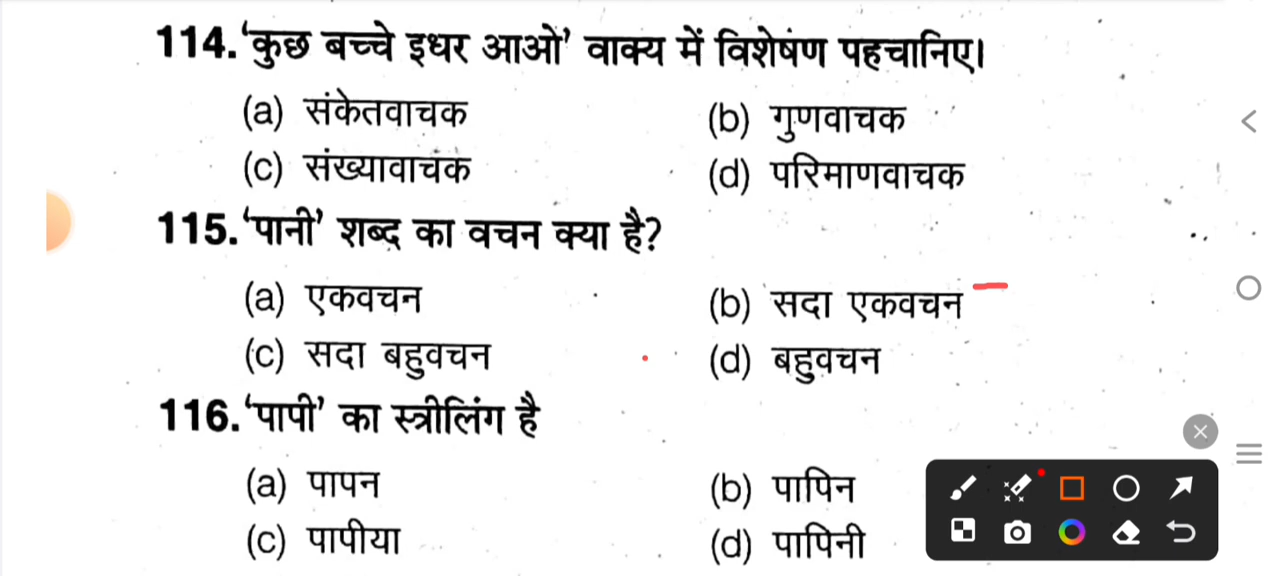 114. 'कुछ बच्चे इधर आओ' वाक्य में विशेषण पहचानिए।
(a) संकेतवाचक (b) गुणवाचक
(c) संख्यावाचक (d) परिमाणवाचक
115. 'पानी' शब्द का वचन क्या है?
(a) एकवचन (b) सदा एकवचन
(c) सदा बहुवचन (d) बहुवचन
116. 'पापी' का स्त्रीलिंग है
(a) पापन (b) पापिन
(c) पापीया (d) पापिनी